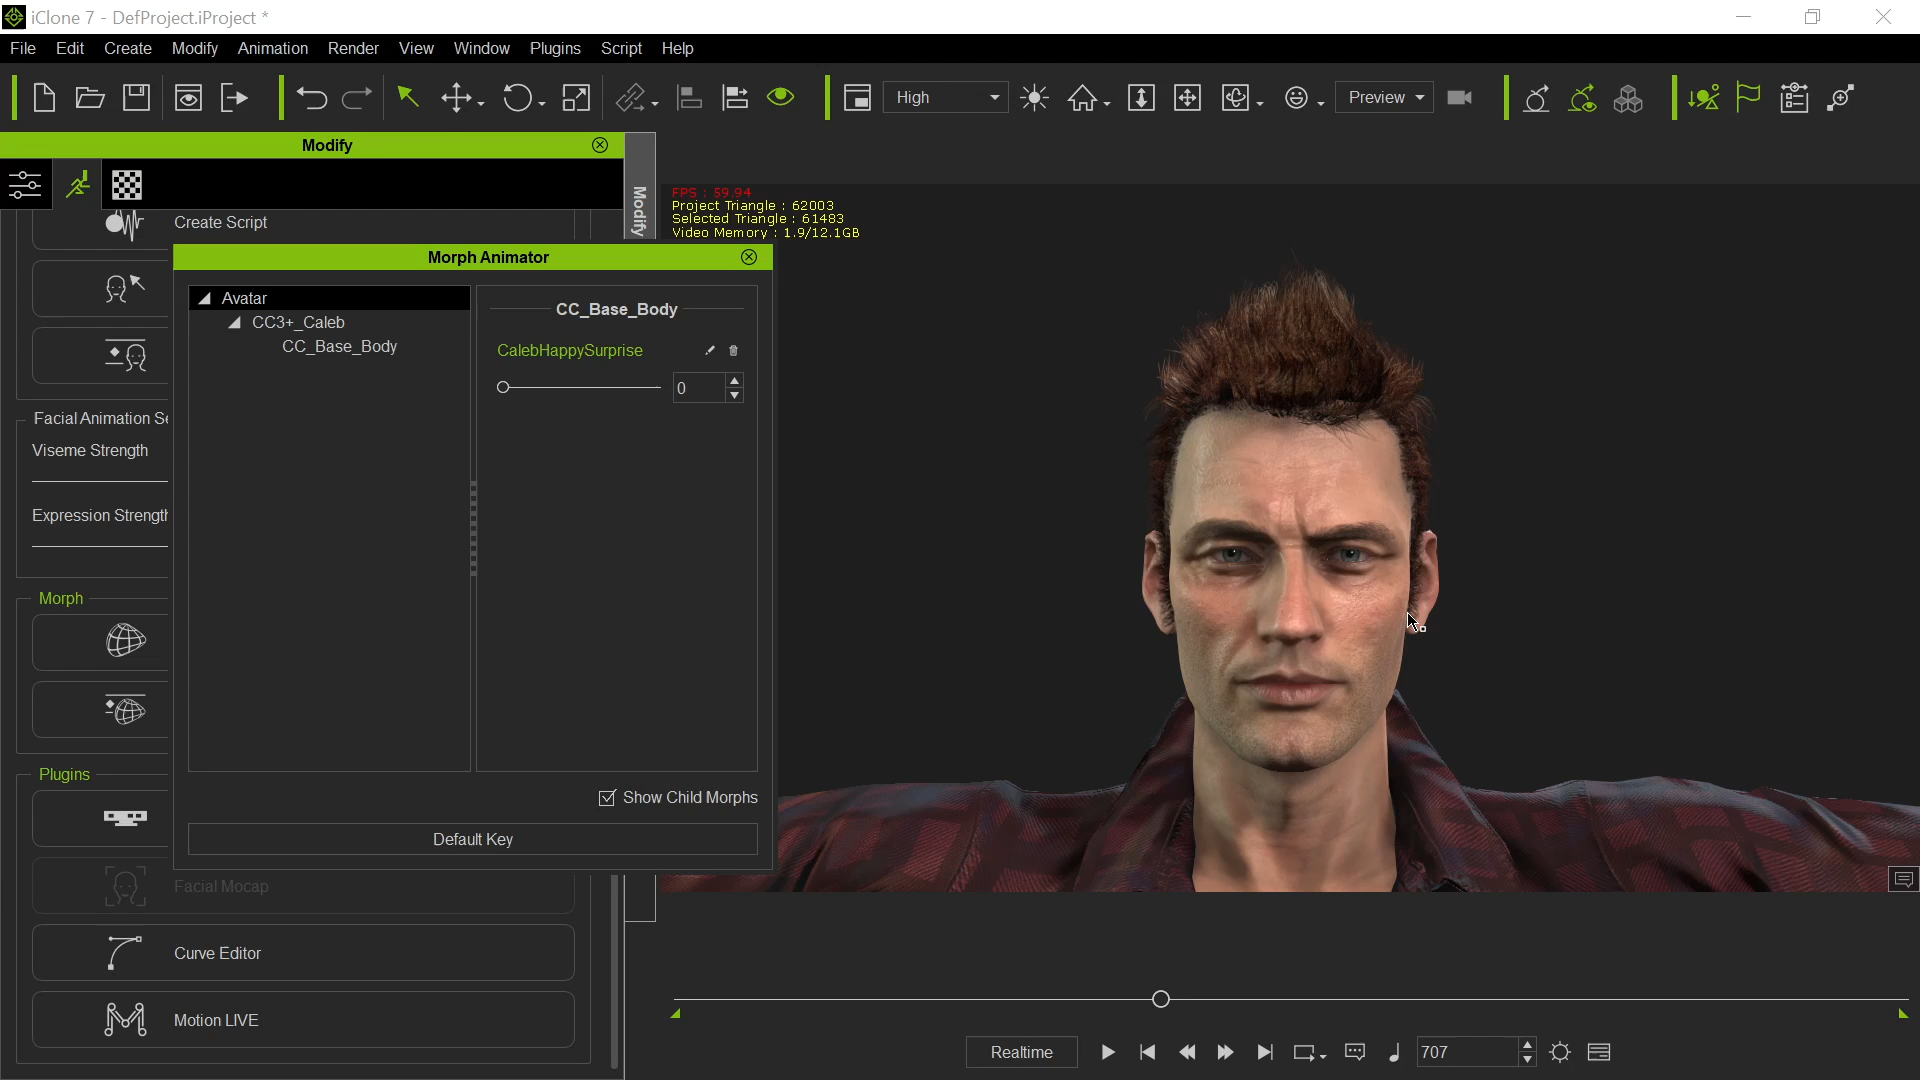 iClone 7 - DefProject.iProject *
File Edit Create Modify Animation Render View Window Plugins Script Help
High
Preview
Modify
Modify
Create Script
FPS : 59.94
Project Triangle : 62003
Selected Triangle : 61483
Video Memory : 1.9/12.1GB
Morph Animator
Avatar
CC3+_Caleb
CC_Base_Body
CC_Base_Body
CalebHappySurprise
0
Show Child Morphs
Default Key
Facial Animation Se
Viseme Strength
Expression Strength
Morph
Plugins
Facial Mocap
Curve Editor
Motion LIVE
Realtime
707